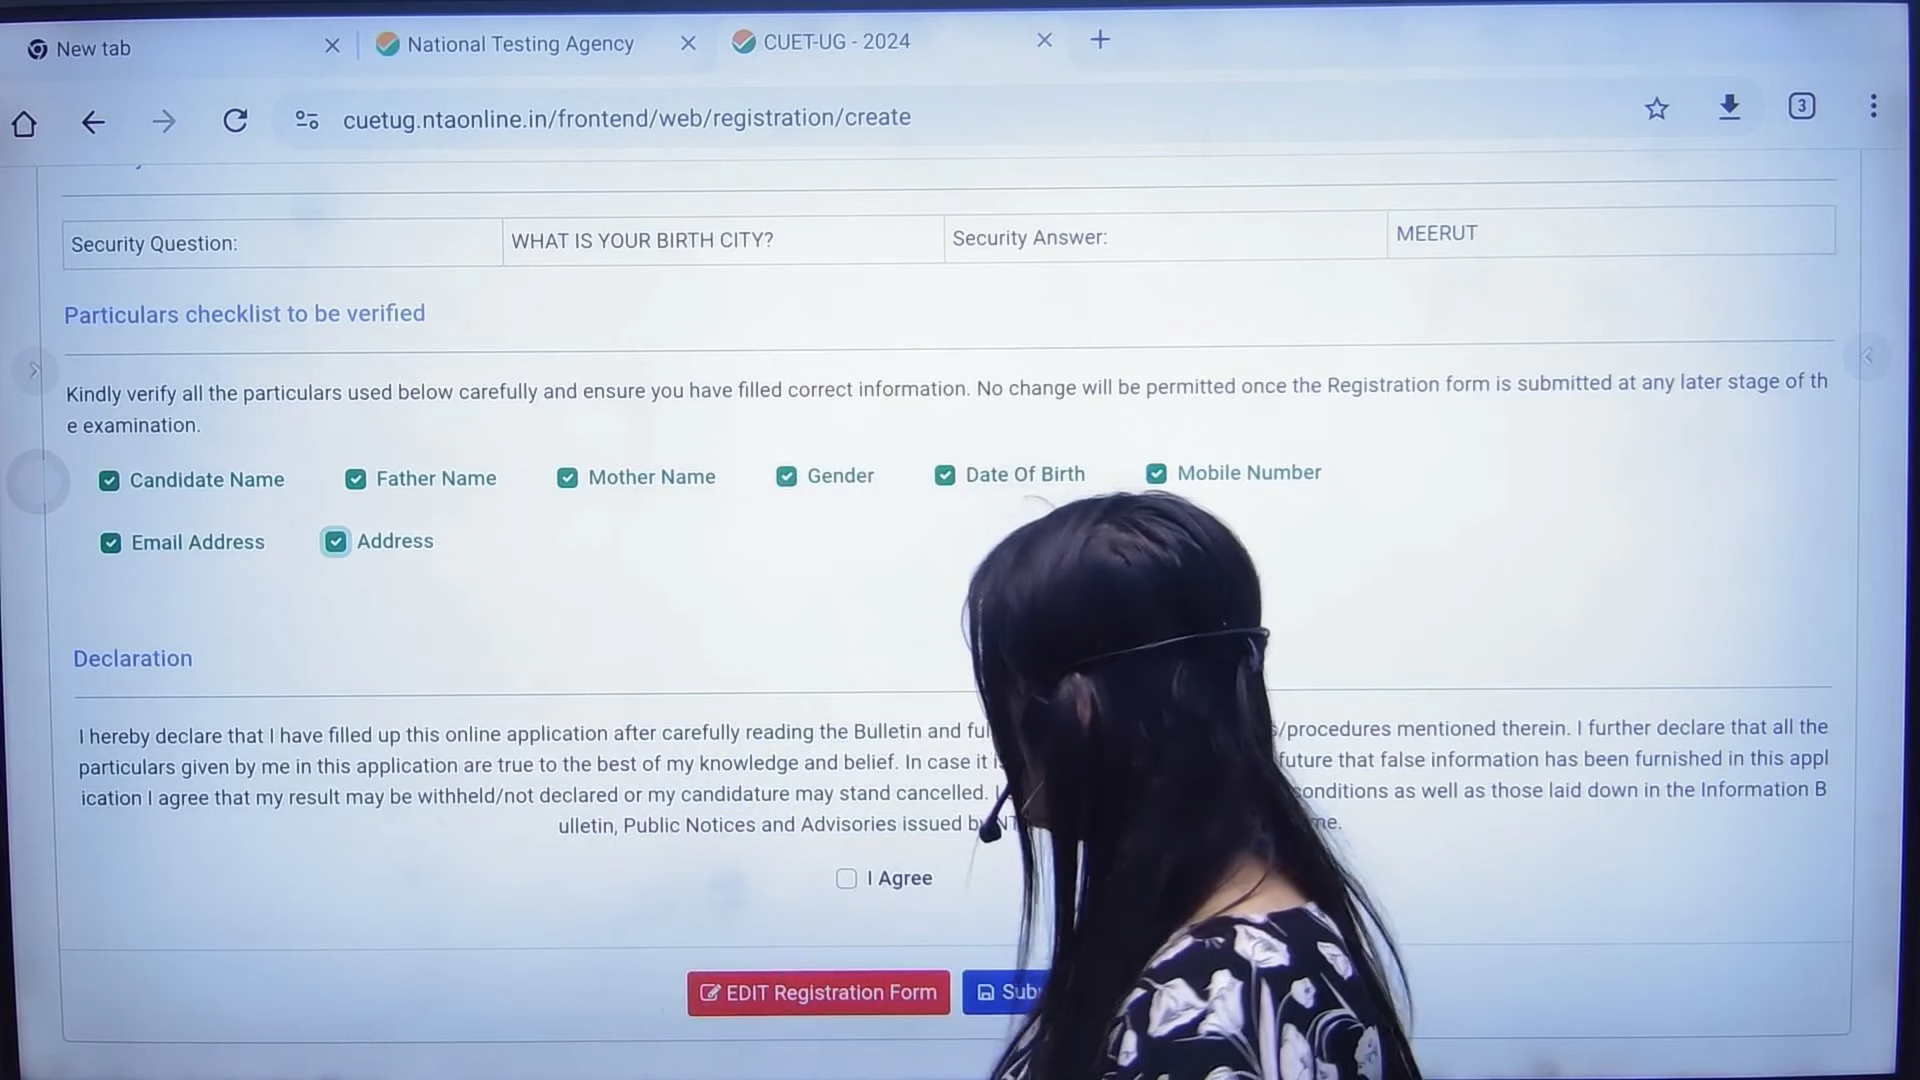 New tab
National Testing Agency
CUET-UG - 2024
cuetug.ntaonline.in/frontend/web/registration/create
3
Security Question:
WHAT IS YOUR BIRTH CITY?
Security Answer:
MEERUT
Particulars checklist to be verified
Kindly verify all the particulars used below carefully and ensure you have filled correct information. No change will be permitted once the Registration form is submitted at any later stage of th
e examination.
Candidate Name
Father Name
Mother Name
Gender
Date Of Birth
Mobile Number
Email Address
Address
Declaration
I hereby declare that I have filled up this online application after carefully reading the Bulletin and /procedures mentioned therein. I further declare that all the
particulars given by me in this application are true to the best of my knowledge and belief. In case it future that false information has been furnished in this appl
ication I agree that my result may be withheld/not declared or my candidature may stand cancelled. conditions as well as those laid down in the Information B
ulletin, Public Notices and Advisories issued
I Agree
EDIT Registration Form